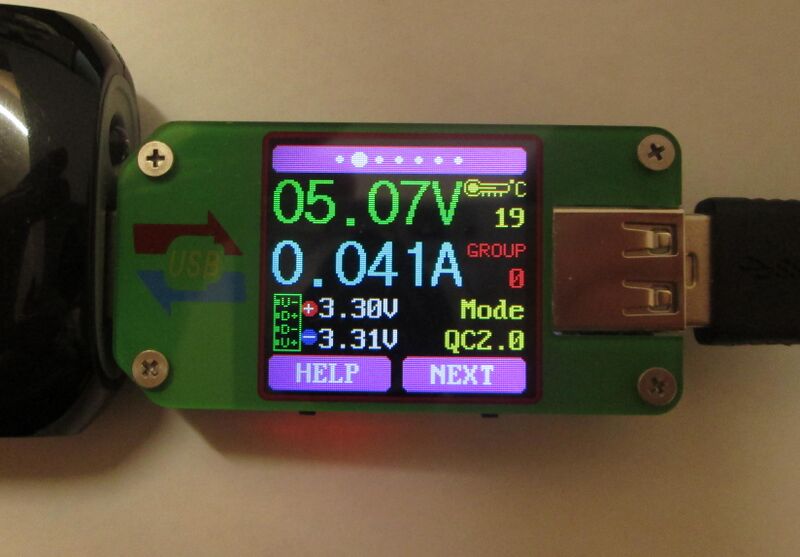 05.07V °C
19
USB
0.041A GROUP
0
U- + 3.30V Mode
D+
D- - 3.31V QC2.0
U+
HELP NEXT